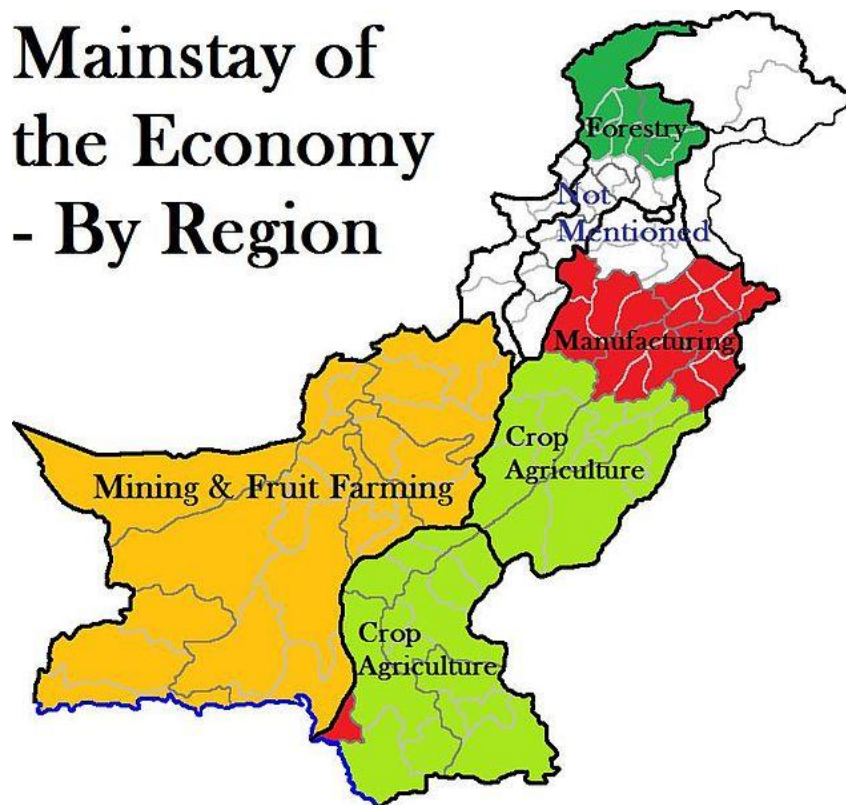 Mainstay of
the Economy
- By Region
Forestry
Not
Mentioned
Manufacturing
Crop
Agriculture
Mining & Fruit Farming
Crop
Agriculture